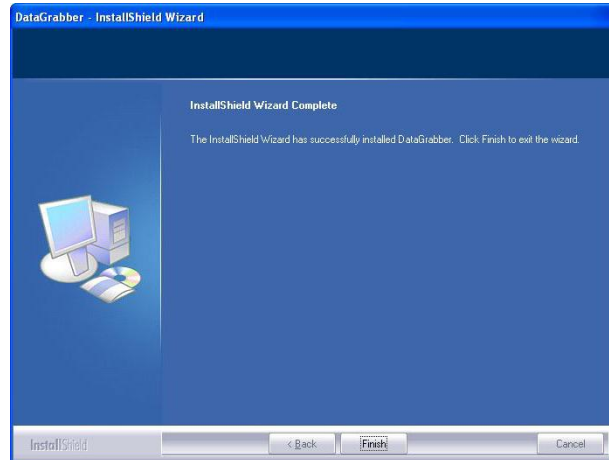 DataGrabber - InstallShield Wizard
InstallShield Wizard Complete
The InstallShield Wizard has successfully installed DataGrabber. Click Finish to exit the wizard.
InstallShield
< Back
Finish
Cancel